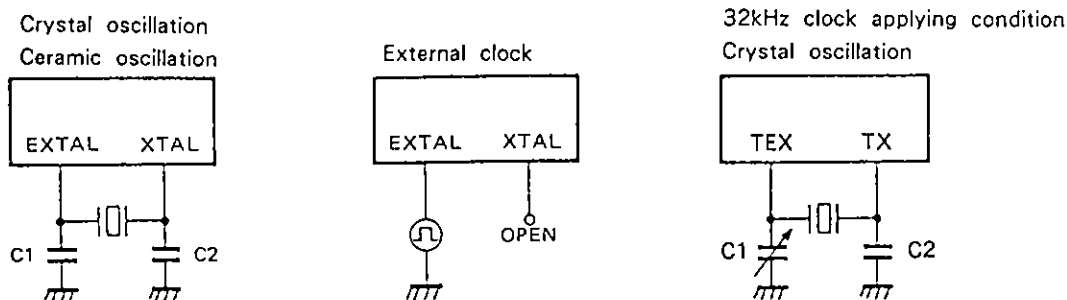 Crystal oscillation
Ceramic oscillation
EXTAL XTAL
C1 C2
External clock
EXTAL XTAL
OPEN
32kHz clock applying condition
Crystal oscillation
TEX TX
C1 C2